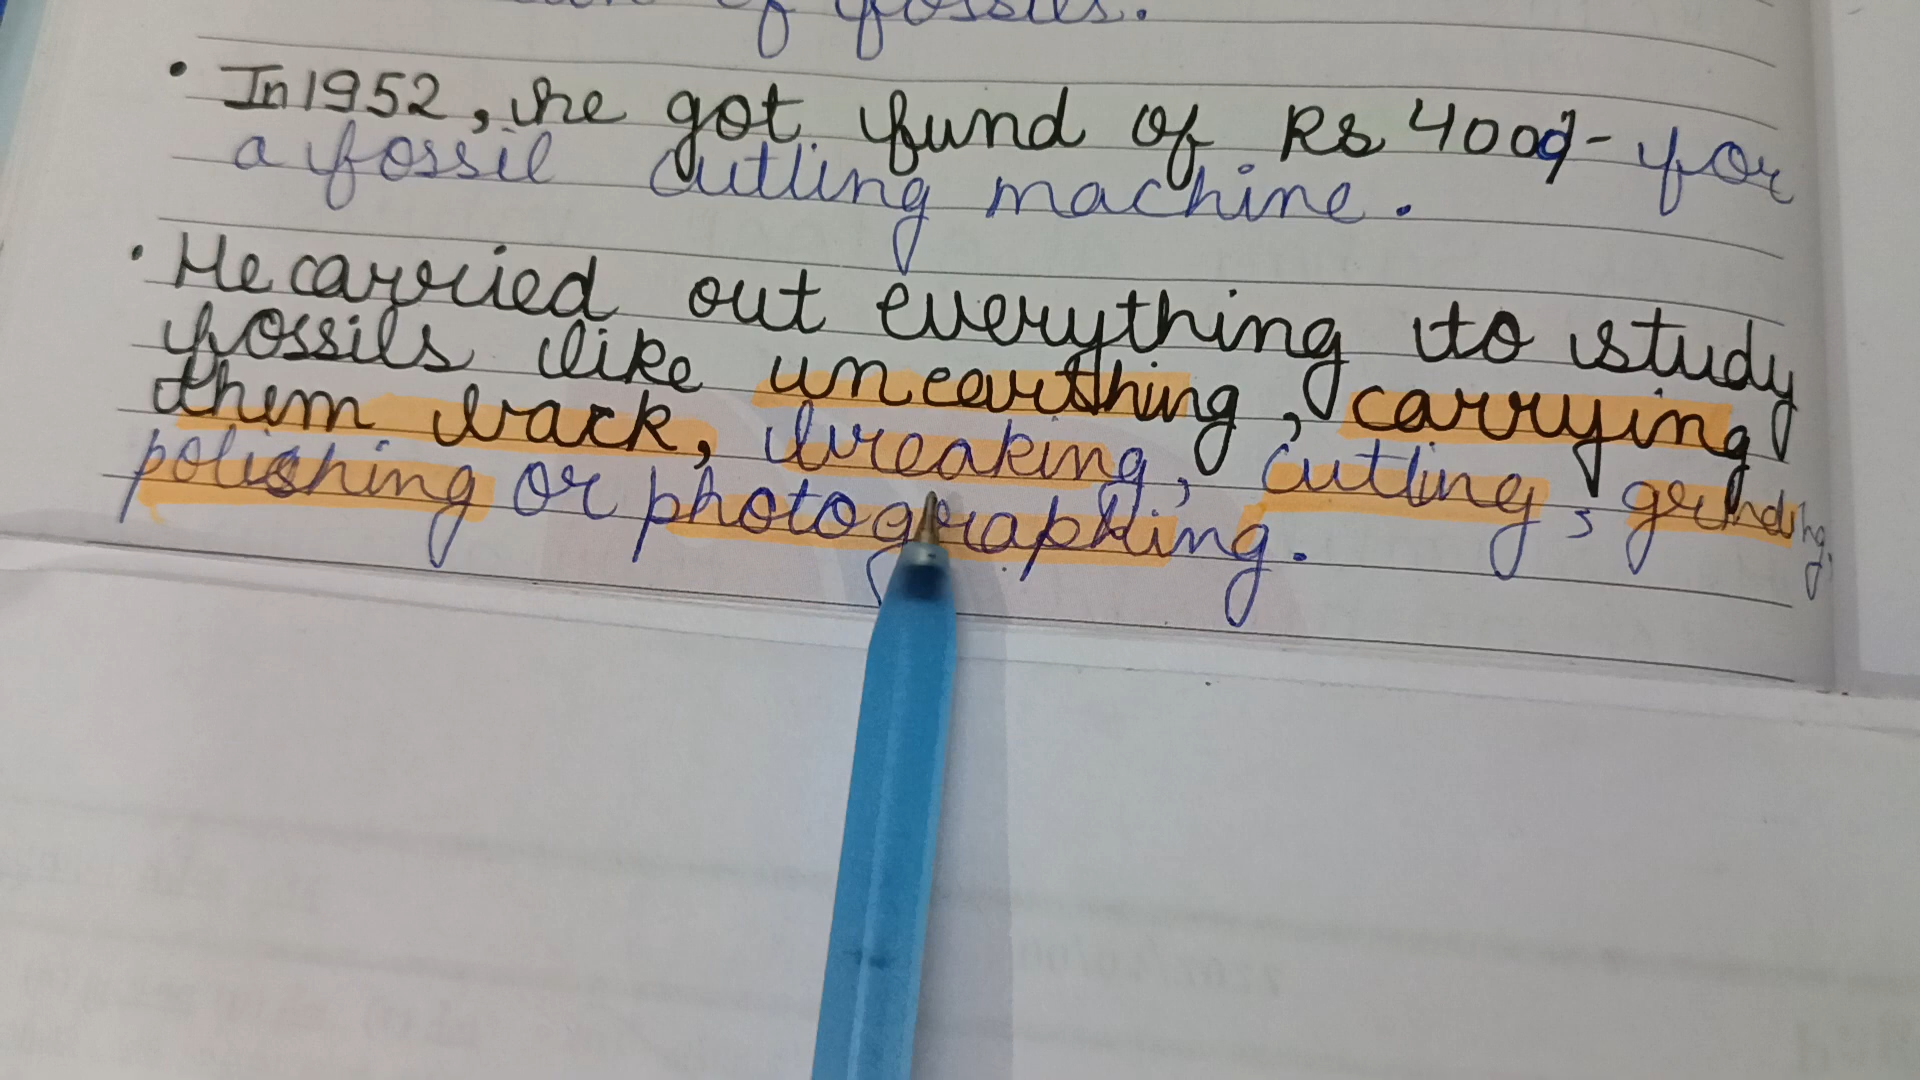 of fossils.
• In 1952, he got fund of Rs 400/- for
a fossil cutting machine.
• He carried out everything to study
fossils like unearthing, carrying
them back, breaking, cutting, grinding,
polishing or photographing.